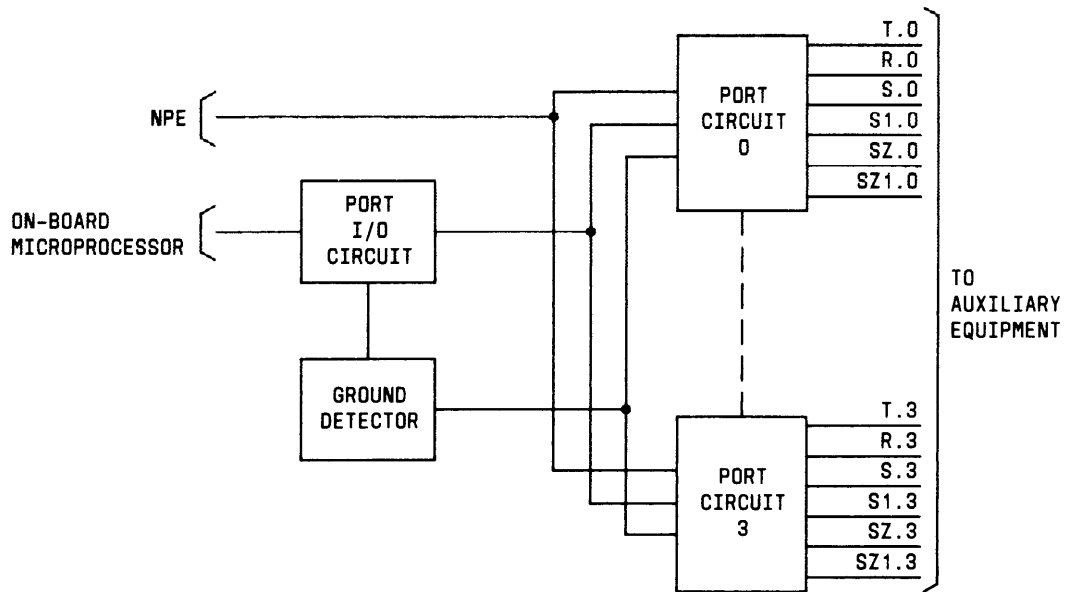 NPE
ON-BOARD
MICROPROCESSOR
PORT
I/O
CIRCUIT
GROUND
DETECTOR
PORT
CIRCUIT
0
T.0
R.0
S.0
S1.0
SZ.0
SZ1.0
PORT
CIRCUIT
3
T.3
R.3
S.3
S1.3
SZ.3
SZ1.3
TO
AUXILIARY
EQUIPMENT